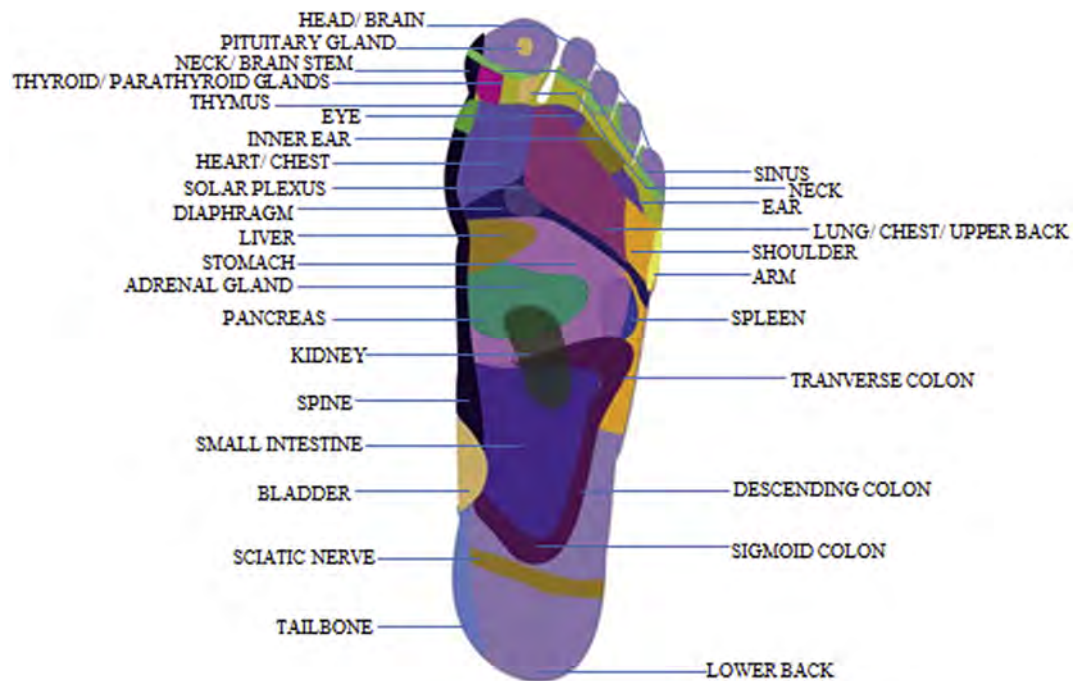 HEAD/ BRAIN
PITUITARY GLAND
NECK/ BRAIN STEM
THYROID/ PARATHYROID GLANDS
THYMUS
EYE
INNER EAR
HEART/ CHEST
SOLAR PLEXUS
DIAPHRAGM
LIVER
STOMACH
ADRENAL GLAND
PANCREAS
KIDNEY
SPINE
SMALL INTESTINE
BLADDER
SCIATIC NERVE
TAILBONE
SINUS
NECK
EAR
LUNG/ CHEST/ UPPER BACK
SHOULDER
ARM
SPLEEN
TRANVERSE COLON
DESCENDING COLON
SIGMOID COLON
LOWER BACK